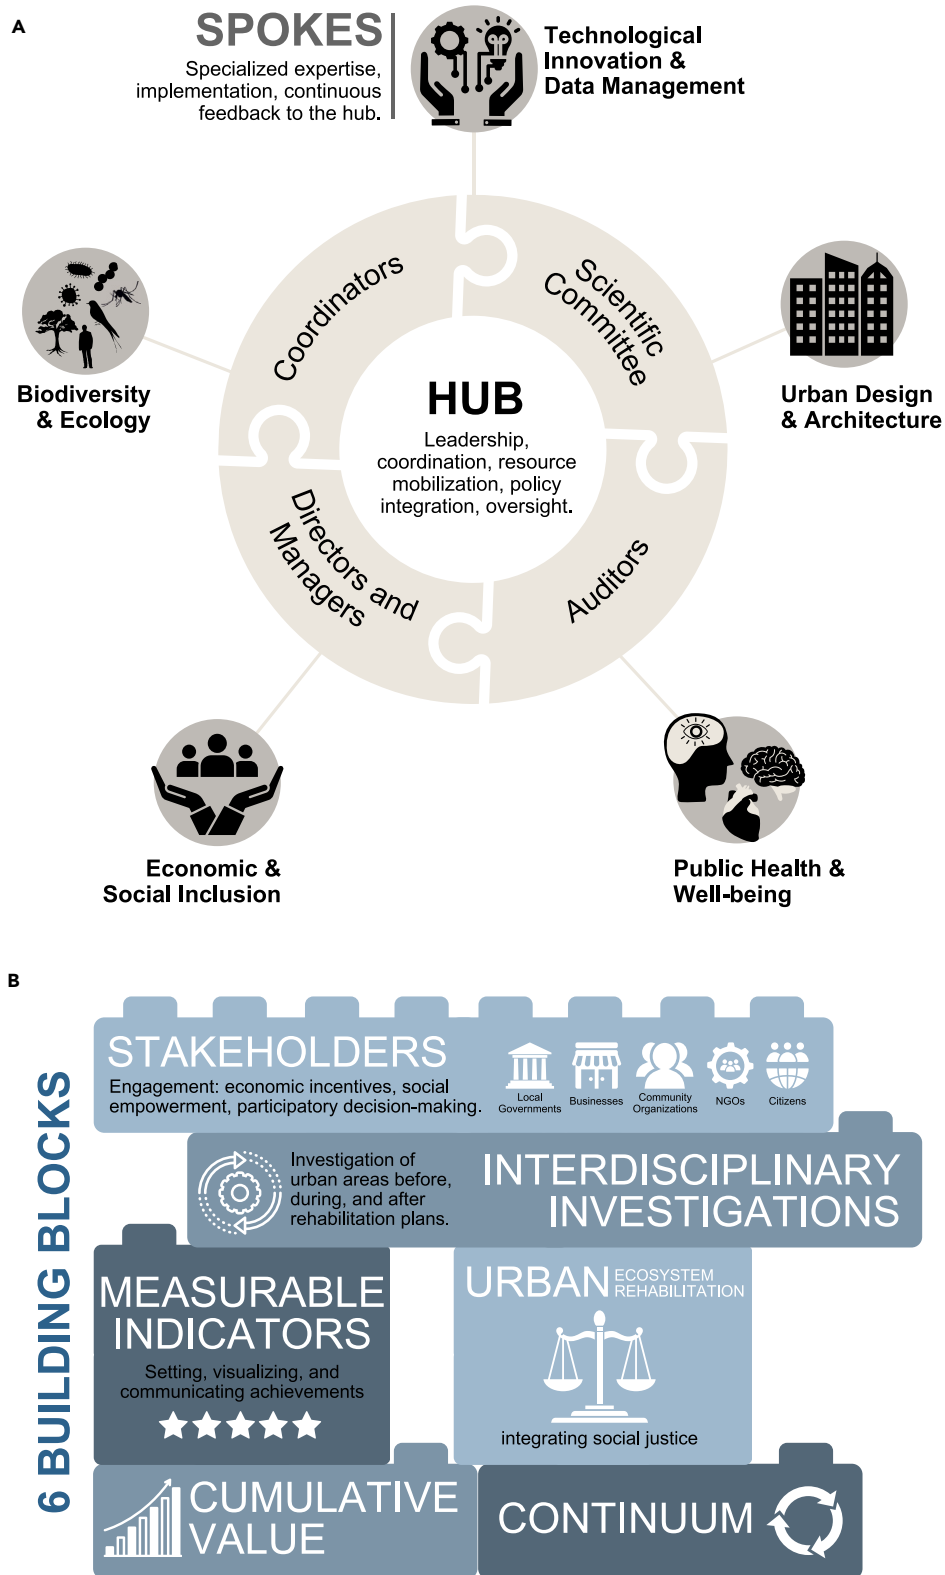 A
SPOKES
Specialized expertise,
implementation, continuous
feedback to the hub.
Technological
Innovation &
Data Management
Biodiversity
& Ecology
Urban Design
& Architecture
Coordinators
Scientific
Committee
HUB
Leadership,
coordination, resource
mobilization, policy
integration, oversight.
Directors and
Managers
Auditors
Economic &
Social Inclusion
Public Health &
Well-being
B
6 BUILDING BLOCKS
STAKEHOLDERS
Engagement: economic incentives, social
empowerment, participatory decision-making.
Local
Governments
Businesses
Community
Organizations
NGOs
Citizens
Investigation of
urban areas before,
during, and after
rehabilitation plans.
INTERDISCIPLINARY
INVESTIGATIONS
MEASURABLE
INDICATORS
Setting, visualizing, and
communicating achievements
URBAN ECOSYSTEM
REHABILITATION
integrating social justice
CUMULATIVE
VALUE
CONTINUUM